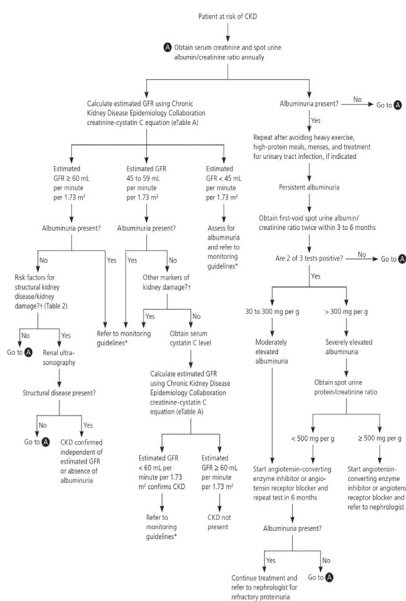 Patient at risk of CKD
A Obtain serum creatinine and spot urine
albumin/creatinine ratio annually
Calculate estimated GFR using Chronic
Kidney Disease Epidemiology Collaboration
creatinine-cystatin C equation (eTable A)
Albuminuria present?
No
Go to A
Yes
Repeat after avoiding heavy exercise,
high-protein meals, menses, and treatment
for urinary tract infection, if indicated
Persistent albuminuria
Obtain first-void spot urine albumin/
creatinine ratio twice within 3 to 6 months
Are 2 of 3 tests positive?
No
Go to A
Yes
Estimated
GFR ≥ 60 mL
per minute
per 1.73 m²
Estimated GFR
45 to 59 mL
per minute
per 1.73 m²
Estimated
GFR < 45 mL
per minute
per 1.73 m²
Albuminuria present?
Albuminuria present?
Assess for
albuminuria and refer to
monitoring
guidelines*
No
Yes
Yes
No
Risk factors for
structural kidney
disease/kidney
damage?† (Table 2)
Other markers of
kidney damage?†
No
Yes
Yes
No
Go to A
Renal ultra-
sonography
Refer to monitoring
guidelines*
Obtain serum
cystatin C level
Structural disease present?
No
Yes
Go to A
CKD confirmed
independent of
estimated GFR
or absence of
albuminuria
Calculate estimated GFR
using Chronic Kidney Disease
Epidemiology Collaboration
creatinine-cystatin C
equation (eTable A)
Estimated GFR
< 60 mL per
minute per 1.73
m² confirms CKD
Estimated
GFR ≥ 60 mL
per minute
per 1.73 m²
Refer to
monitoring
guidelines*
CKD not
present
30 to 300 mg per g
> 300 mg per g
Moderately
elevated
albuminuria
Severely elevated
albuminuria
Obtain spot urine
protein/creatinine ratio
< 500 mg per g
≥ 500 mg per g
Start angiotensin-converting
enzyme inhibitor or angio-
tensin receptor blocker and
repeat test in 6 months
Start angiotensin-
converting enzyme
inhibitor or angioten
receptor blocker and
refer to nephrologist
Albuminuria present?
Yes
No
Continue treatment and
refer to nephrologist for
refractory proteinuria
Go to A